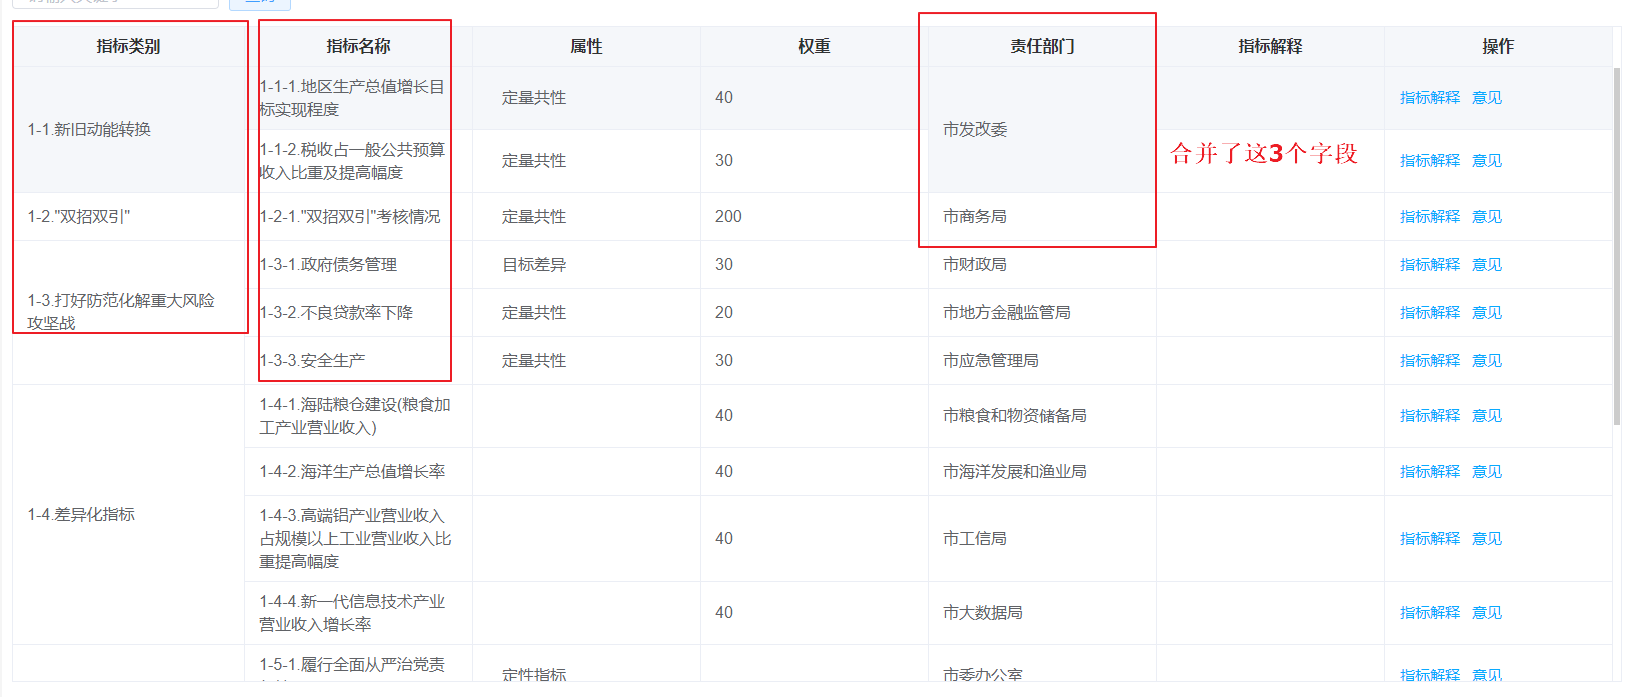 查询
指标类别 指标名称 属性 权重 责任部门 指标解释 操作
1-1.新旧动能转换
1-1-1.地区生产总值增长目
标实现程度
定量共性 40 市发改委 指标解释 意见
1-1-2.税收占一般公共预算
收入比重及提高幅度
定量共性 30 指标解释 意见
合并了这3个字段
1-2."双招双引" 1-2-1."双招双引"考核情况 定量共性 200 市商务局 指标解释 意见
1-3.打好防范化解重大风险
攻坚战
1-3-1.政府债务管理 目标差异 30 市财政局 指标解释 意见
1-3-2.不良贷款率下降 定量共性 20 市地方金融监管局 指标解释 意见
1-3-3.安全生产 定量共性 30 市应急管理局 指标解释 意见
1-4.差异化指标
1-4-1.海陆粮仓建设(粮食加
工产业营业收入)
40 市粮食和物资储备局 指标解释 意见
1-4-2.海洋生产总值增长率 40 市海洋发展和渔业局 指标解释 意见
1-4-3.高端铝产业营业收入
占规模以上工业营业收入比
重提高幅度
40 市工信局 指标解释 意见
1-4-4.新一代信息技术产业
营业收入增长率
40 市大数据局 指标解释 意见
1-5-1.履行全面从严治党责
定性指标 市委办公室 指标解释 意见